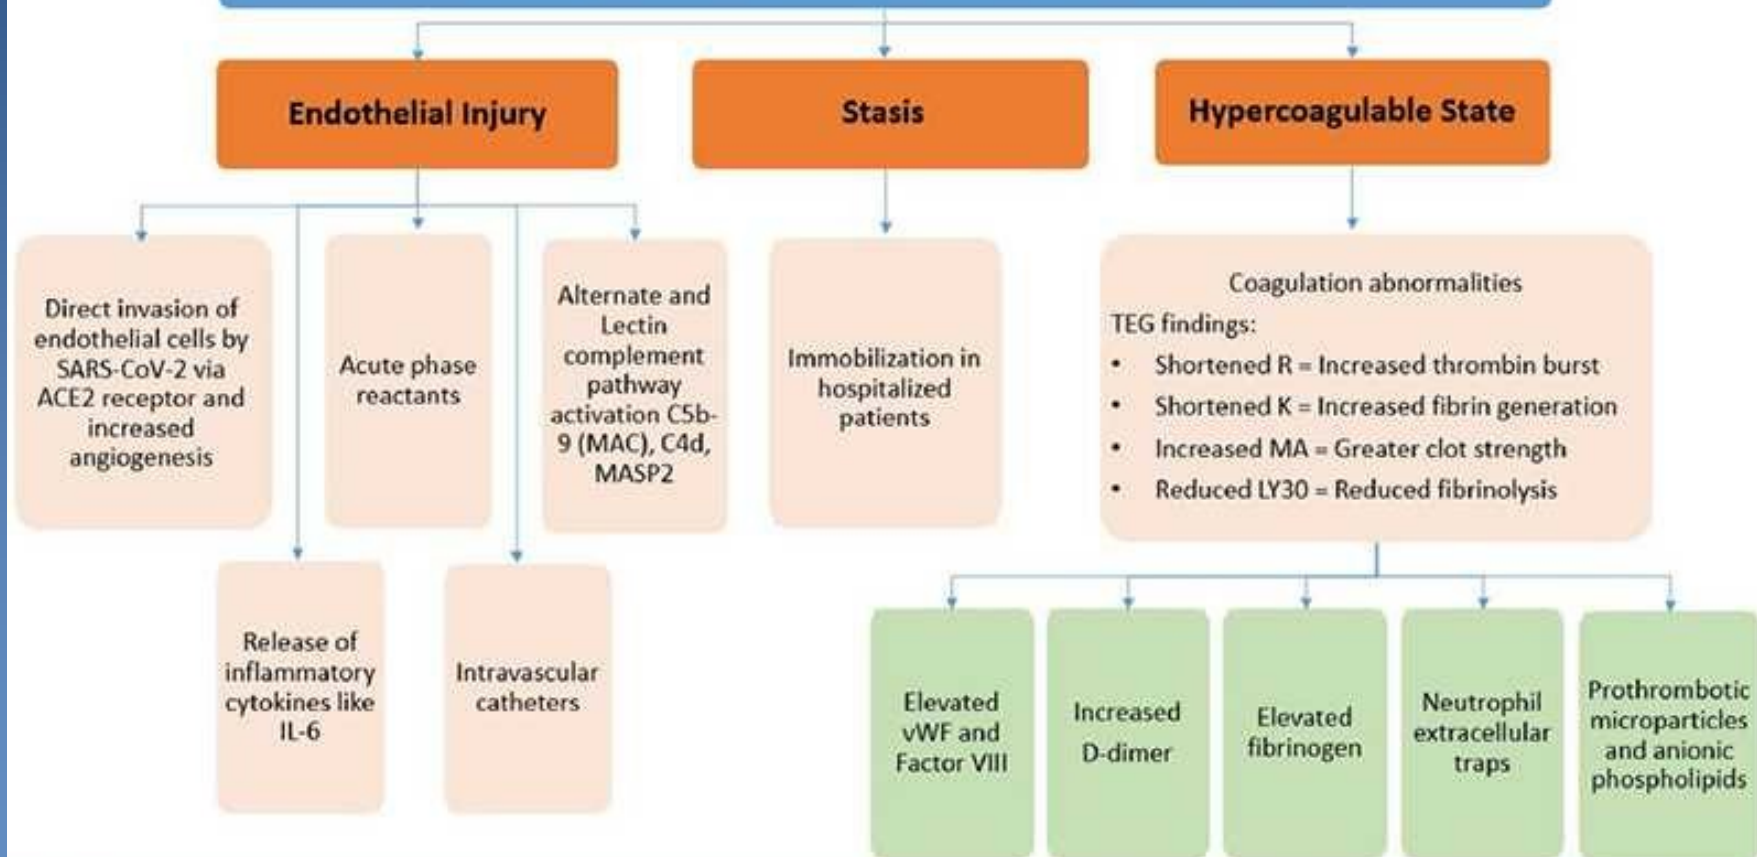 Endothelial Injury
Stasis
Hypercoagulable State
Direct invasion of
endothelial cells by
SARS-CoV-2 via
ACE2 receptor and
increased
angiogenesis
Acute phase
reactants
Alternate and
Lectin
complement
pathway
activation C5b-
9 (MAC), C4d,
MASP2
Immobilization in
hospitalized
patients
Coagulation abnormalities
TEG findings:
• Shortened R = Increased thrombin burst
• Shortened K = Increased fibrin generation
• Increased MA = Greater clot strength
• Reduced LY30 = Reduced fibrinolysis
Release of
inflammatory
cytokines like
IL-6
Intravascular
catheters
Elevated
vWF and
Factor VIII
Increased
D-dimer
Elevated
fibrinogen
Neutrophil
extracellular
traps
Prothrombotic
microparticles
and anionic
phospholipids